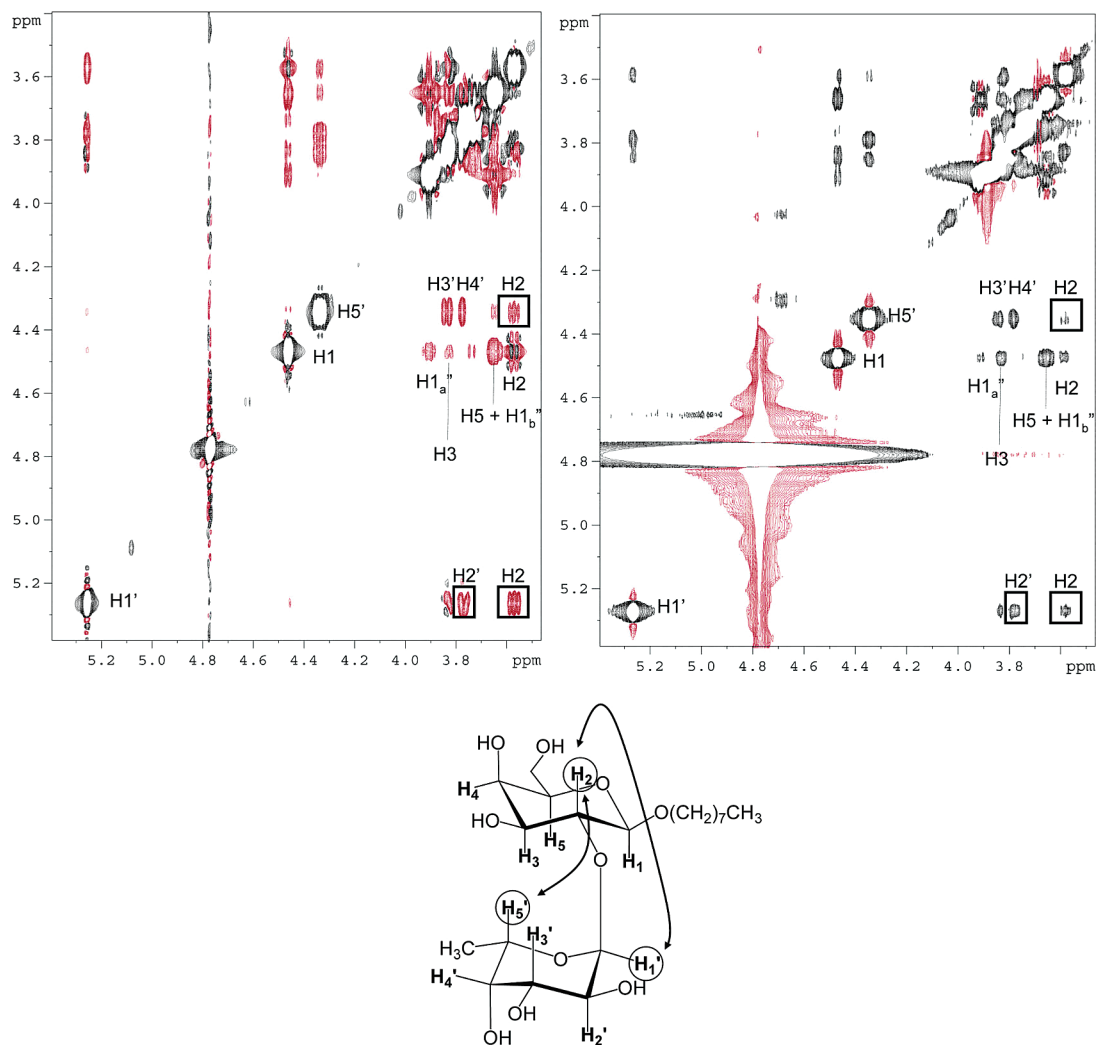 ppm
3.6
3.8
4.0
4.2
4.4
4.6
4.8
5.0
5.2
H3' H4' H2
H5'
H1
H1a" H2
H5 + H1b"
H3
H2' H2
H1'
5.2 5.0 4.8 4.6 4.4 4.2 4.0 3.8 ppm
ppm
3.6
3.8
4.0
4.2
4.4
4.6
4.8
5.0
5.2
H3' H4' H2
H5'
H1
H1a" H2
H5 + H1b"
H3
H2' H2
H1'
5.2 5.0 4.8 4.6 4.4 4.2 4.0 3.8 ppm
HO OH
H2 O
H4
O(CH2)7CH3
HO
H5
H3 H1
O
H5'
H3'
H3C O H1'
H4'
OH
OH
OH H2'